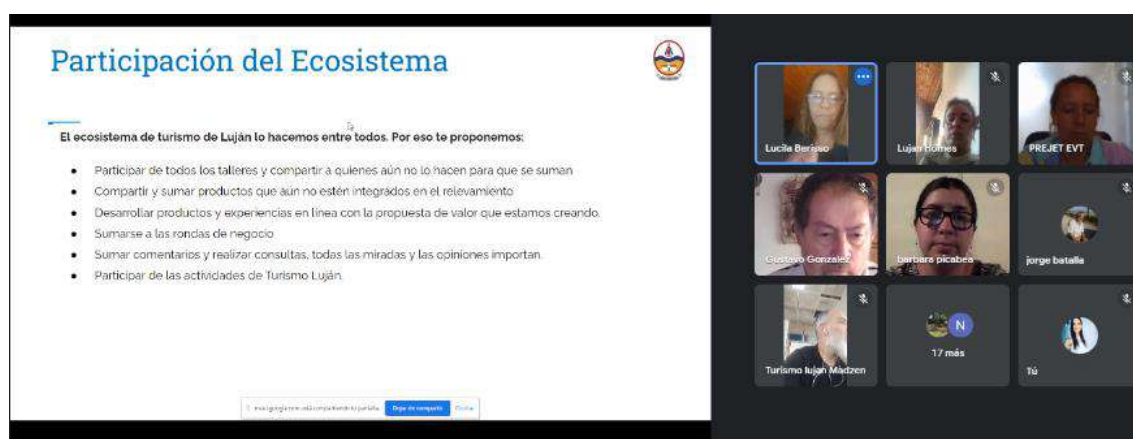 Participación del Ecosistema
El ecosistema de turismo de Luján lo hacemos entre todos. Por eso te proponemos:
Participar de todos los talleres y compartir a quienes aún no lo hacen para que se suman
Compartir y sumar productos que aún no estén integrados en el relevamiento
Desarrollar productos y experiencias en línea con la propuesta de valor que estamos creando.
Sumarse a las rondas de negocio
Sumar comentarios y realizar consultas, todas las miradas y las opiniones importan.
Participar de las actividades de Turismo Luján.
Dejar de compartir
Lucila Berisso
Lujan Homes
PREJET EVT
Gustavo Gonzalez
barbara picabea
jorge batalla
Turismo lujan Madzen
N
17 más
Tú